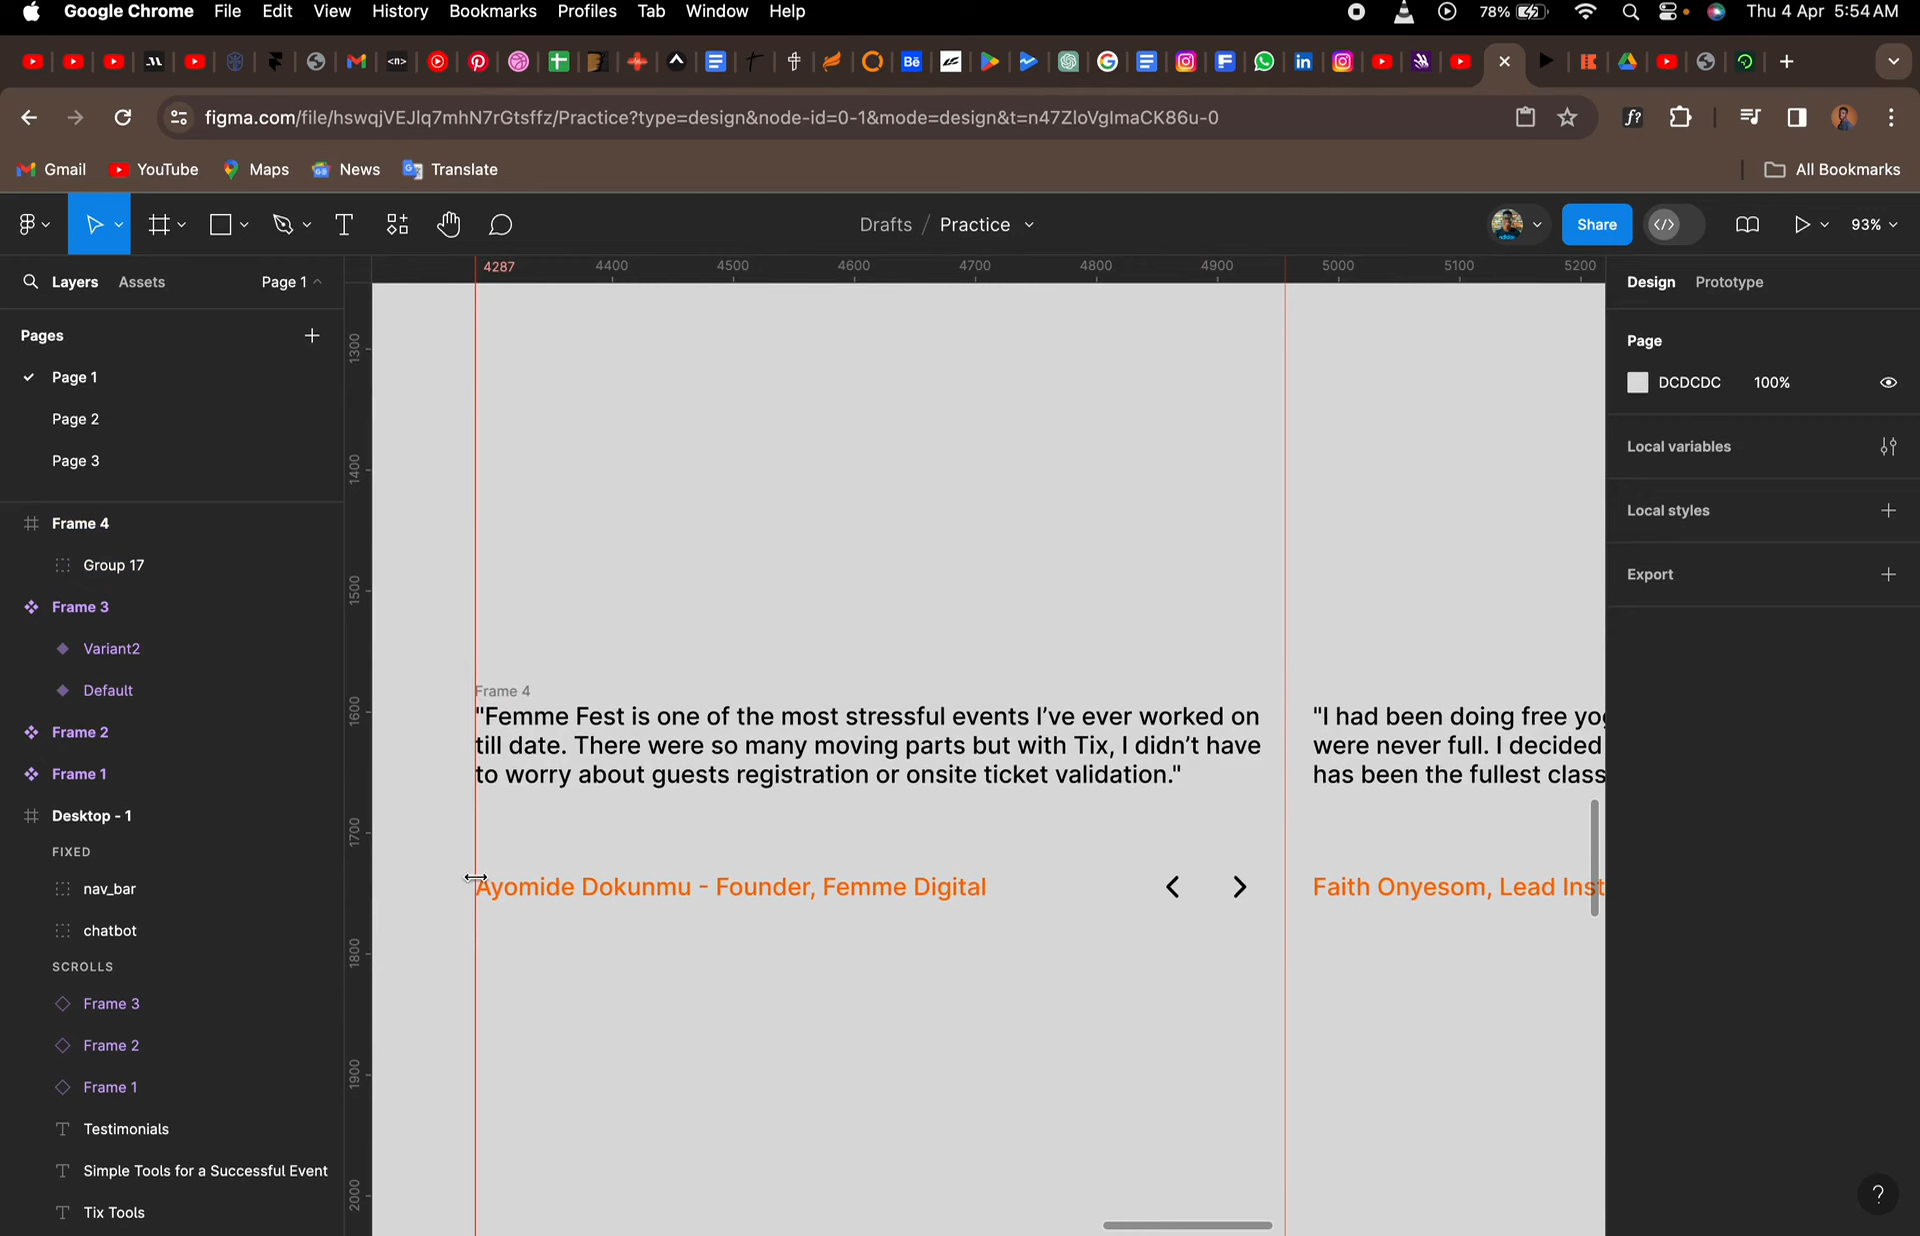 Google Chrome File Edit View History Bookmarks Profiles Tab Window Help 78% Thu 4 Apr 5:54 AM
figma.com/file/hswqjVEJlq7mhN7rGtsffz/Practice?type=design&node-id=0-1&mode=design&t=n47ZloVglmaCK86u-0
Gmail YouTube Maps News Translate All Bookmarks
Drafts / Practice Share 93%
Layers Assets Page 1
4287 4400 4500 4600 4700 4800 4900 5000 5100 5200
Design Prototype
Pages
Page 1
Page 2
Page 3
Page
DCDCDC 100%
Local variables
Local styles
Export
Frame 4
Group 17
Frame 3
Variant2
Default
Frame 2
Frame 1
Desktop - 1
FIXED
nav_bar
chatbot
SCROLLS
Frame 3
Frame 2
Frame 1
Testimonials
Simple Tools for a Successful Event
Tix Tools
1300
1400
1500
1600
1700
1800
1900
2000
Frame 4
"Femme Fest is one of the most stressful events I've ever worked on
till date. There were so many moving parts but with Tix, I didn't have
to worry about guests registration or onsite ticket validation."
Ayomide Dokunmu - Founder, Femme Digital
"I had been doing free yo
were never full. I decided
has been the fullest class
Faith Onyesom, Lead Inst